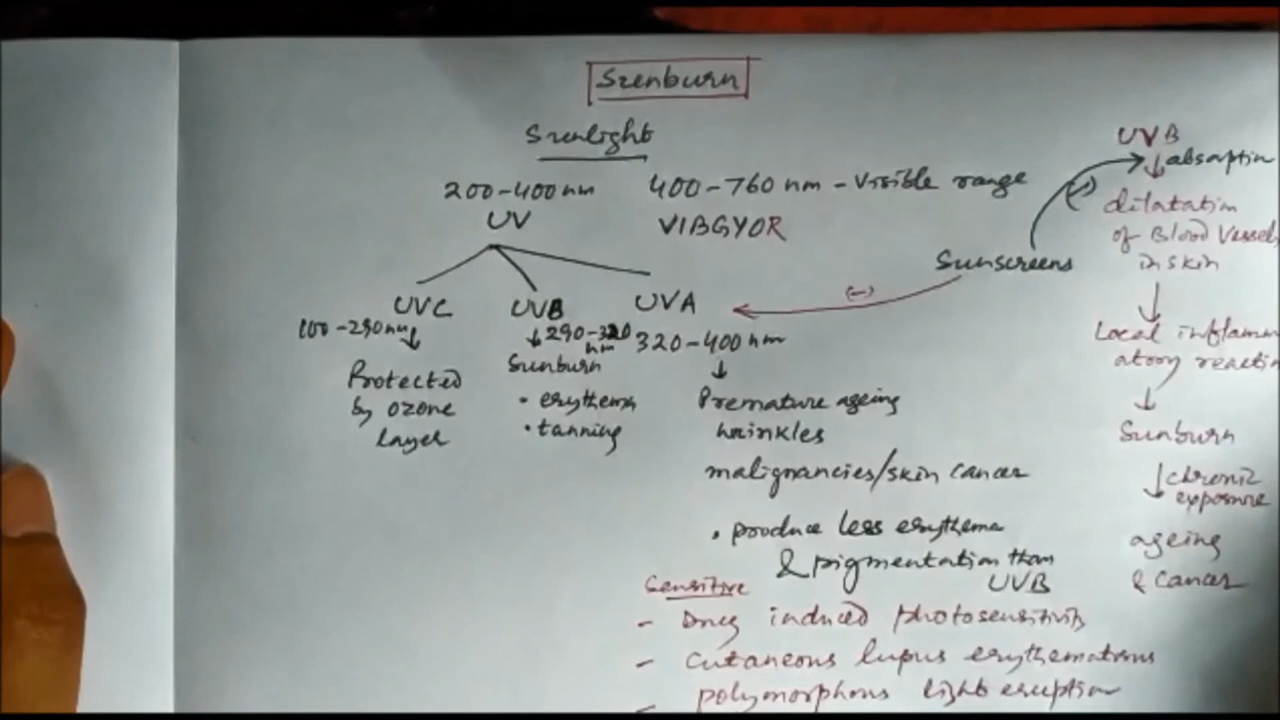 Sunburn
Sunlight
200-400 nm
UV
400-760 nm - Visible range
VIBGYOR
UVC
100-290 nm
Protected
by ozone
layer
UVB
290-320
nm
Sunburn
• erythema
• tanning
UVA
320-400 nm
Premature ageing
wrinkles
malignancies/skin cancer
• produce less erythema
& pigmentation than
UVB
Sensitive
- Drug induced photosensitivity
- Cutaneous lupus erythematous
- polymorphous light eruption
Sunscreens
(-)
(-)
UVB
absorption
dilatation
of Blood Vessels
in skin
Local inflamm
atory reaction
Sunburn
chronic
exposure
ageing
& Cancer